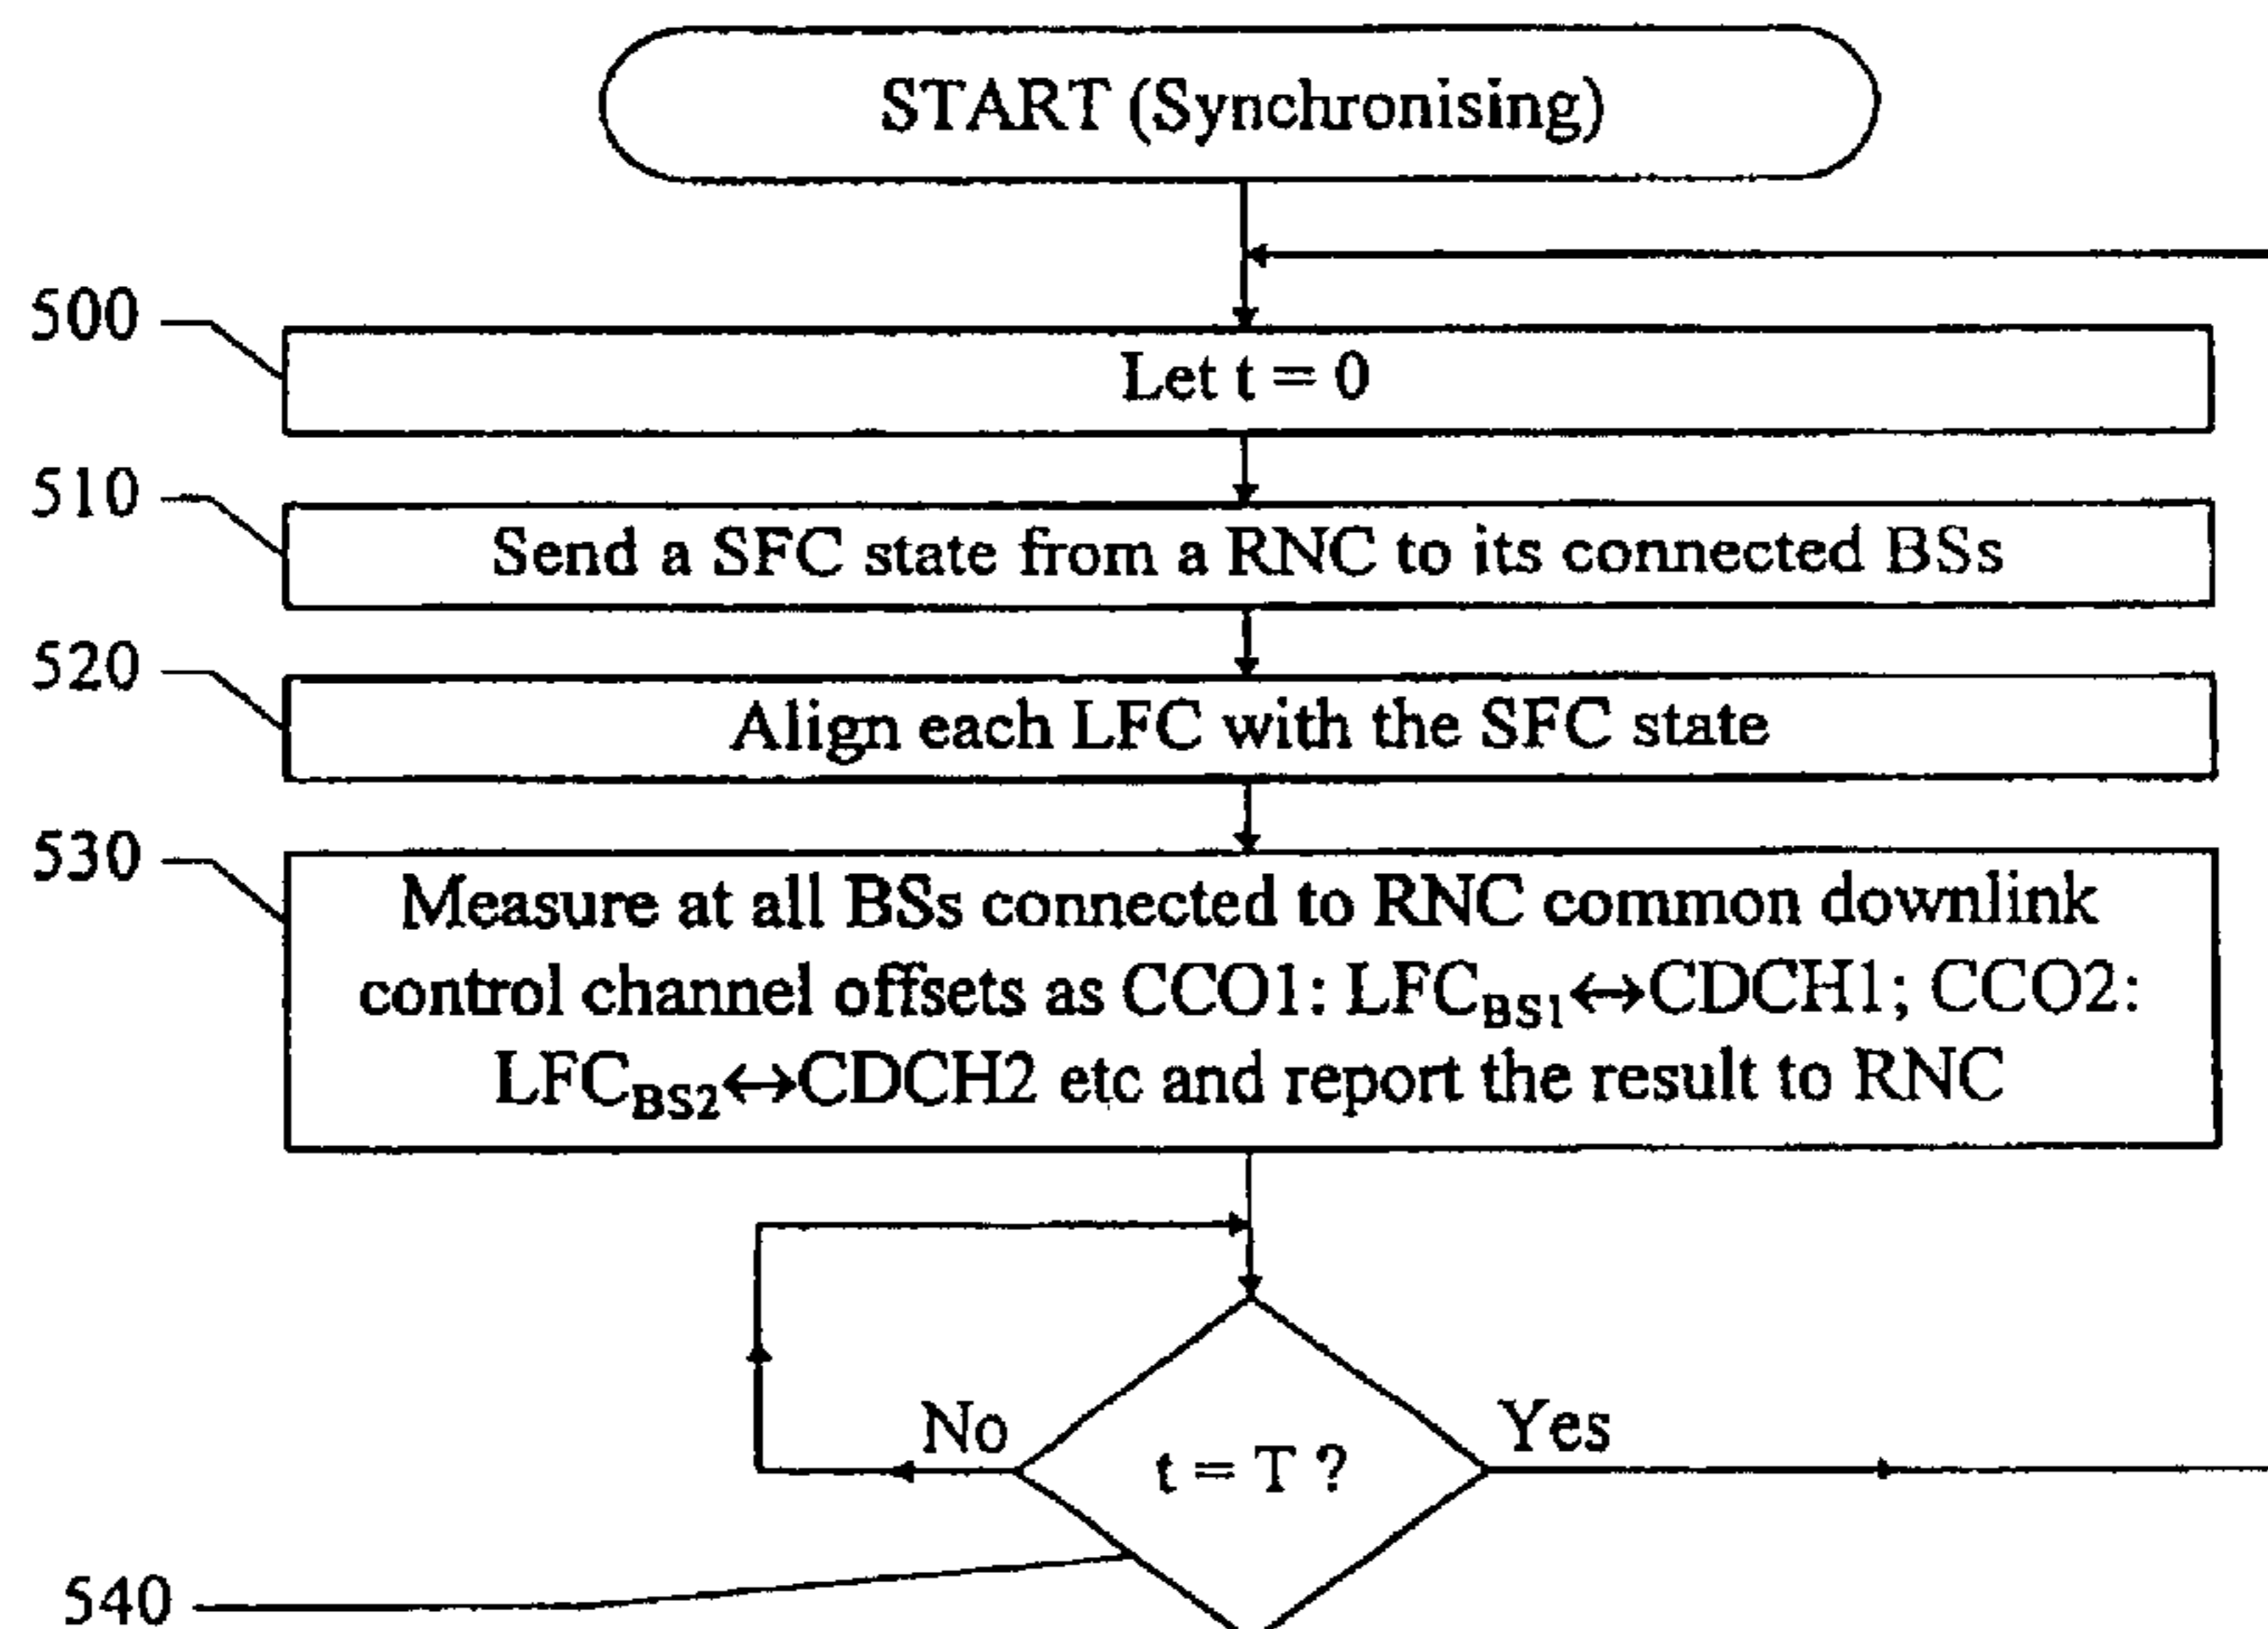 START (Synchronising)
500
Let t = 0
510
Send a SFC state from a RNC to its connected BSs
520
Align each LFC with the SFC state
530
Measure at all BSs connected to RNC common downlink
control channel offsets as CCO1: LFC_BS1↔CDCH1; CCO2:
LFC_BS2↔CDCH2 etc and report the result to RNC
No
Yes
t = T ?
540